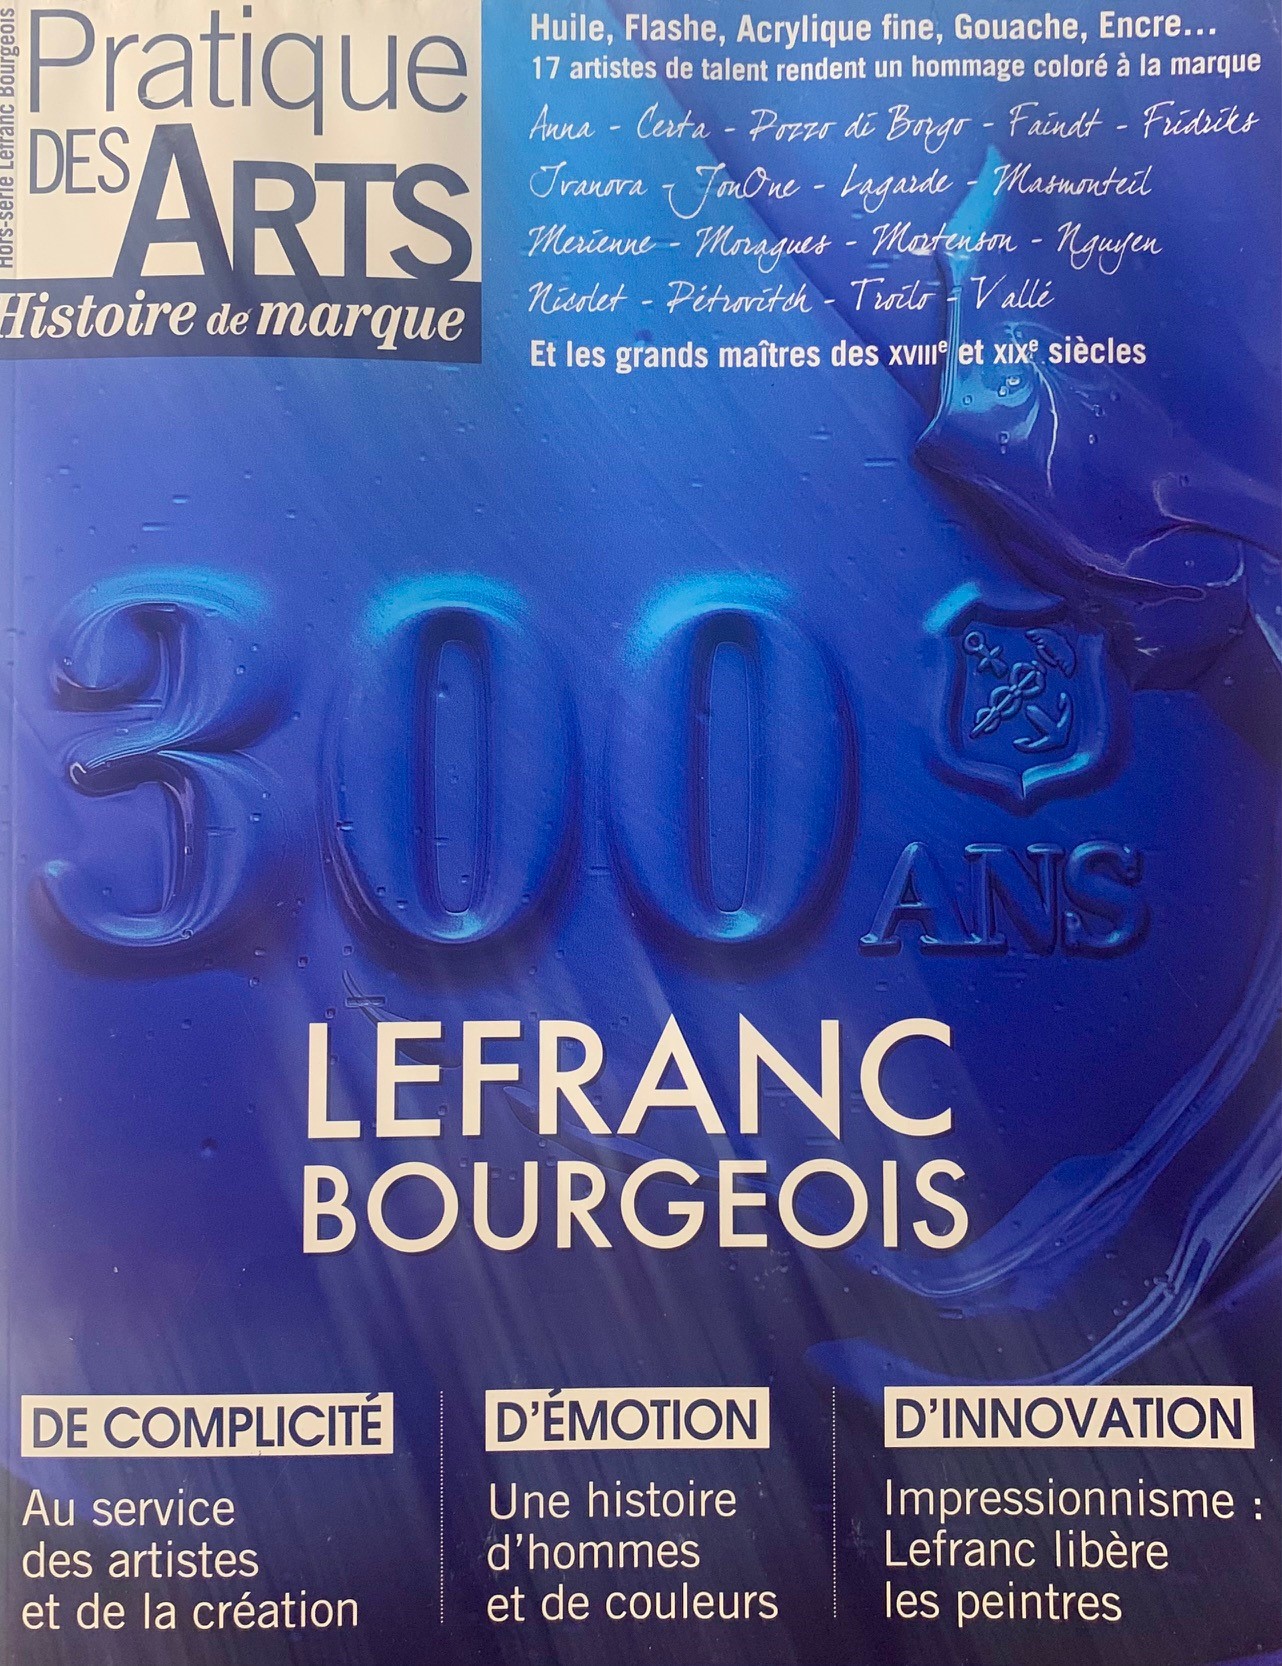 Hors-série Lefranc Bourgeois
Pratique
DES ARTS
Histoire de marque
Huile, Flashe, Acrylique fine, Gouache, Encre...
17 artistes de talent rendent un hommage coloré à la marque
Anna - Certa - Pozzo di Borgo - Faindt - Fridriks
Ivanova - JonOne - Lagarde - Masmonteil
Merienne - Moragues - Mortenson - Nguyen
Nicolet - Pétrovitch - Troilo - Vallé
Et les grands maîtres des XVIIIe et XIXe siècles
300 ANS
LEFRANC
BOURGEOIS
DE COMPLICITÉ
Au service
des artistes
et de la création
D'ÉMOTION
Une histoire
d'hommes
et de couleurs
D'INNOVATION
Impressionnisme :
Lefranc libère
les peintres